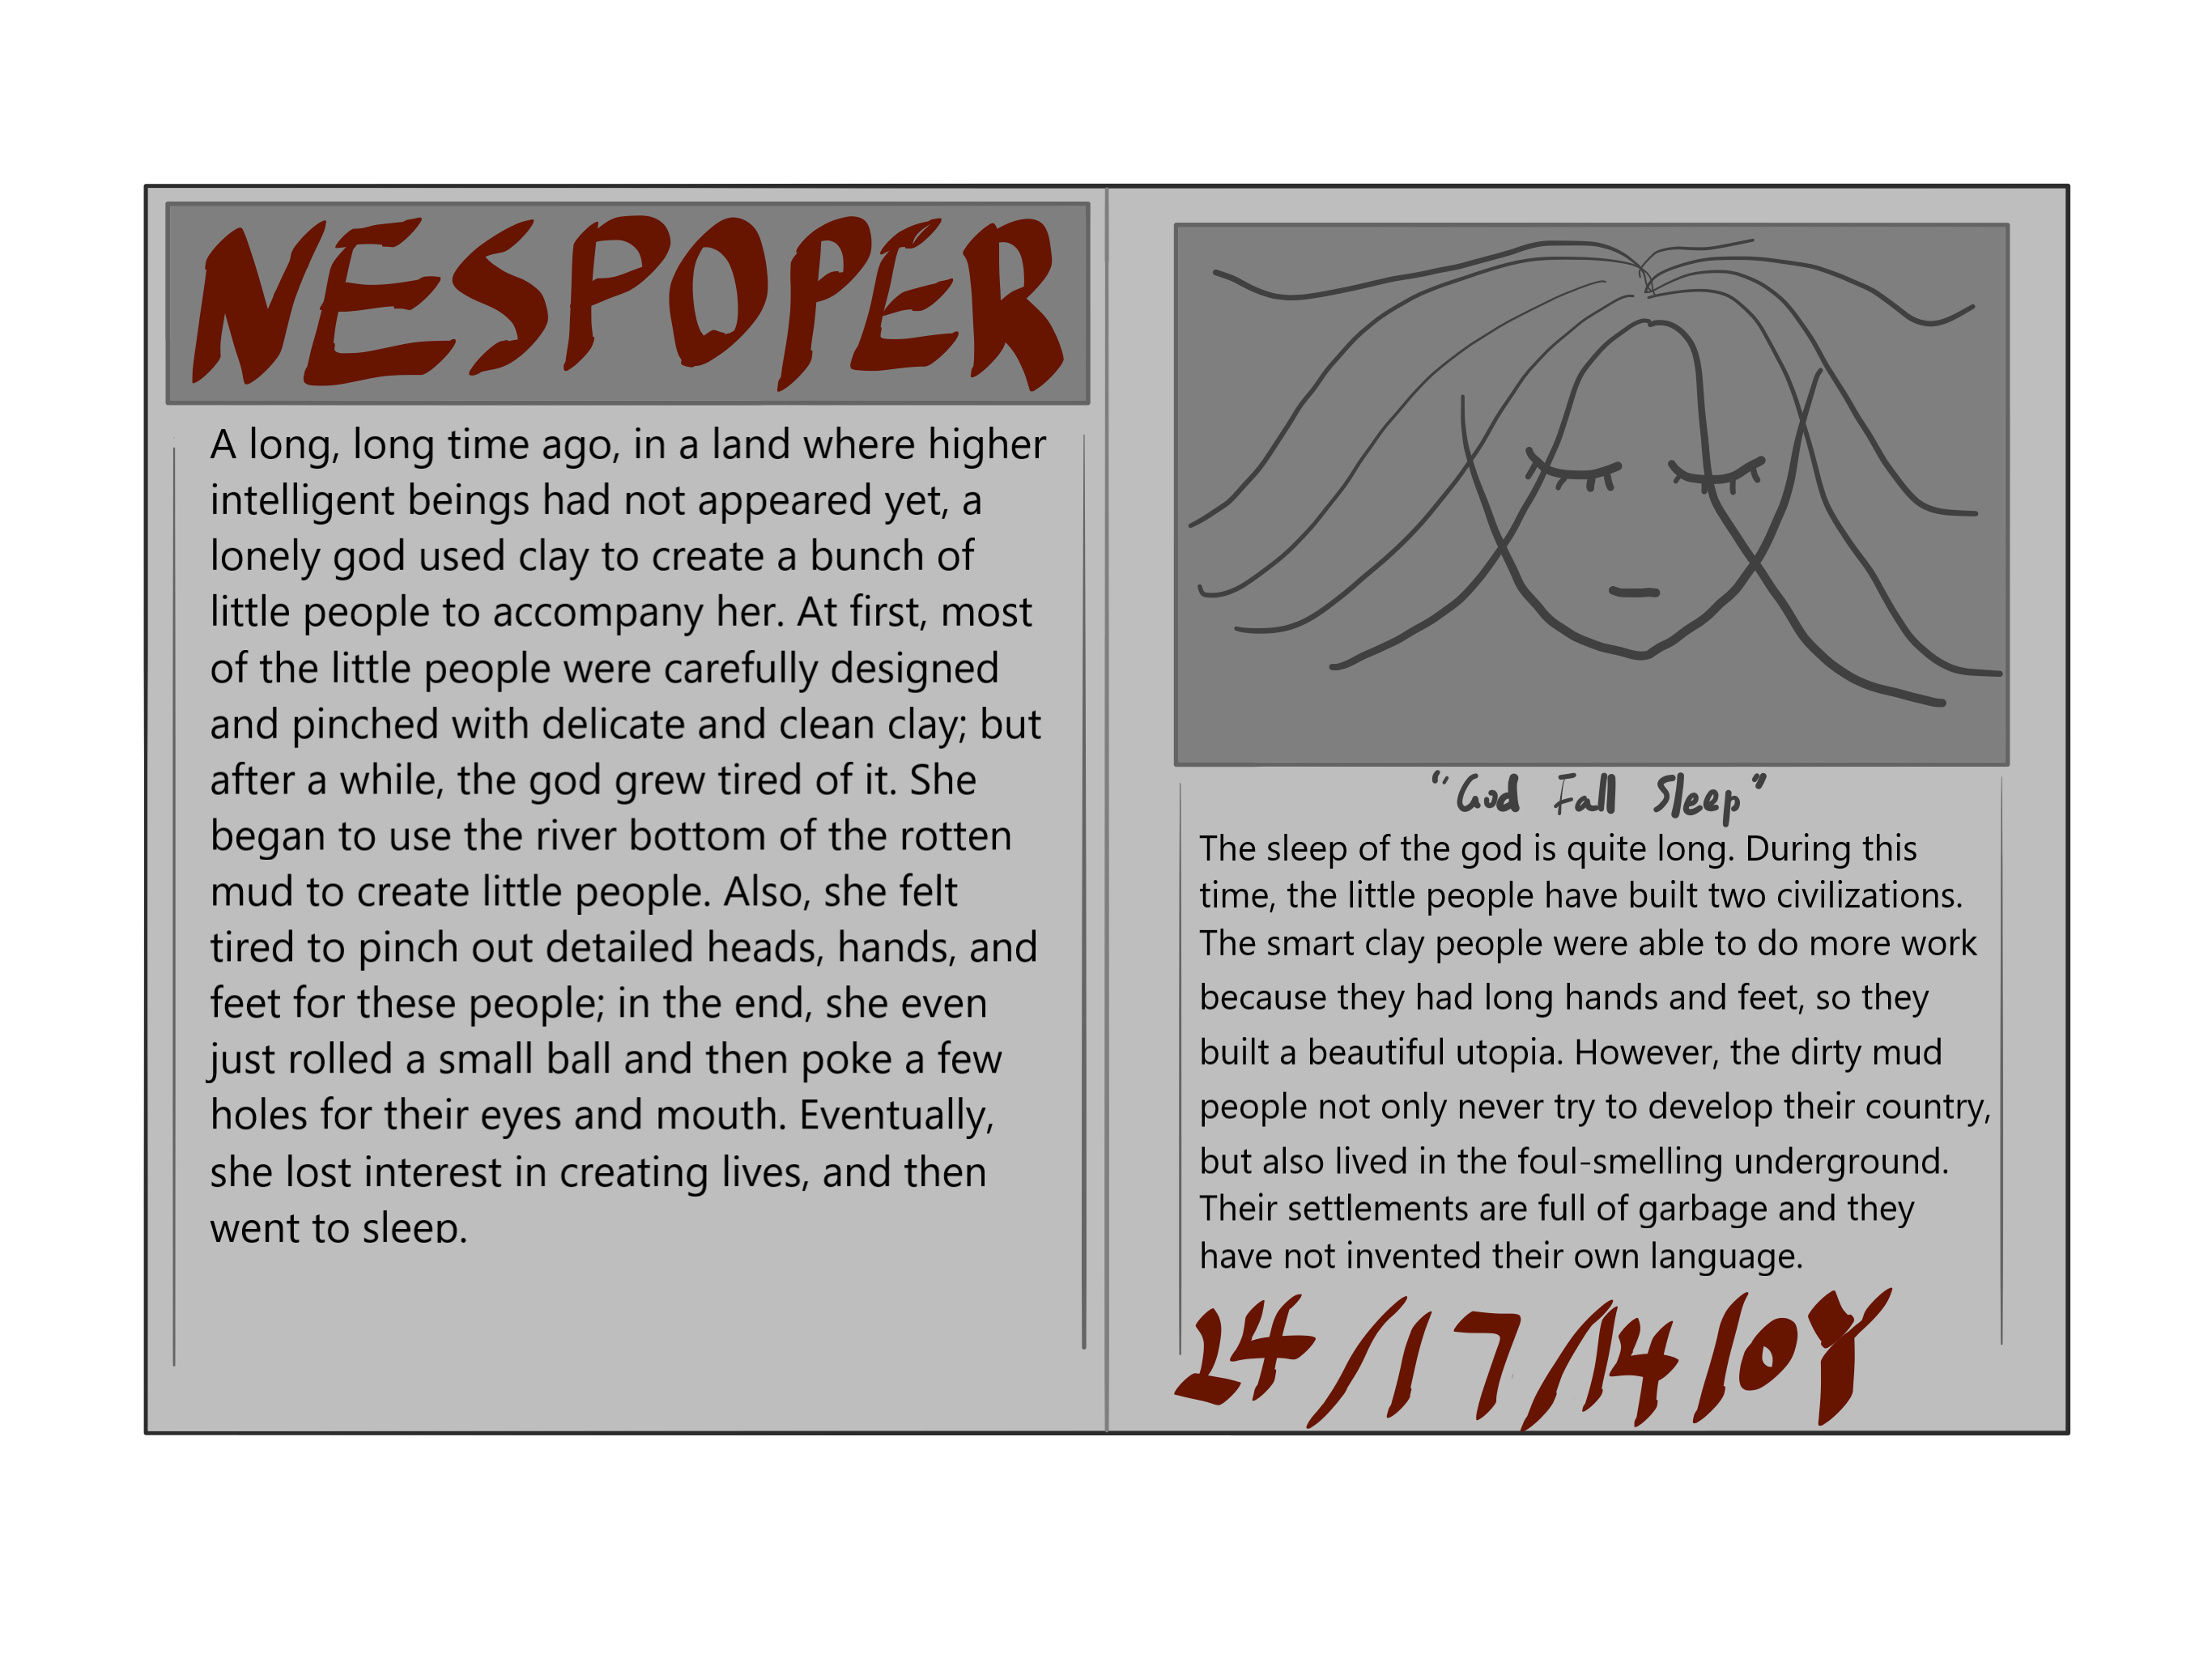 NESPOPER
A long, long time ago, in a land where higher
intelligent beings had not appeared yet, a
lonely god used clay to create a bunch of
little people to accompany her. At first, most
of the little people were carefully designed
and pinched with delicate and clean clay; but
after a while, the god grew tired of it. She
began to use the river bottom of the rotten
mud to create little people. Also, she felt
tired to pinch out detailed heads, hands, and
feet for these people; in the end, she even
just rolled a small ball and then poke a few
holes for their eyes and mouth. Eventually,
she lost interest in creating lives, and then
went to sleep.
"God Fall Sleep"
The sleep of the god is quite long. During this
time, the little people have built two civilizations.
The smart clay people were able to do more work
because they had long hands and feet, so they
built a beautiful utopia. However, the dirty mud
people not only never try to develop their country,
but also lived in the foul-smelling underground.
Their settlements are full of garbage and they
have not invented their own language.